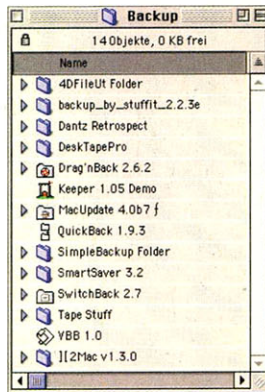 Backup
14 Objekte, 0 KB frei
Name
4DFileUt Folder
backup_by_stuffit_2.2.3e
Dantz Retrospect
DeskTapePro
Drag'nBack 2.6.2
Keeper 1.05 Demo
MacUpdate 4.0b7 ƒ
QuickBack 1.9.3
SimpleBackup Folder
SmartSaver 3.2
SwitchBack 2.7
Tape Stuff
VBB 1.0
][2Mac v1.3.0